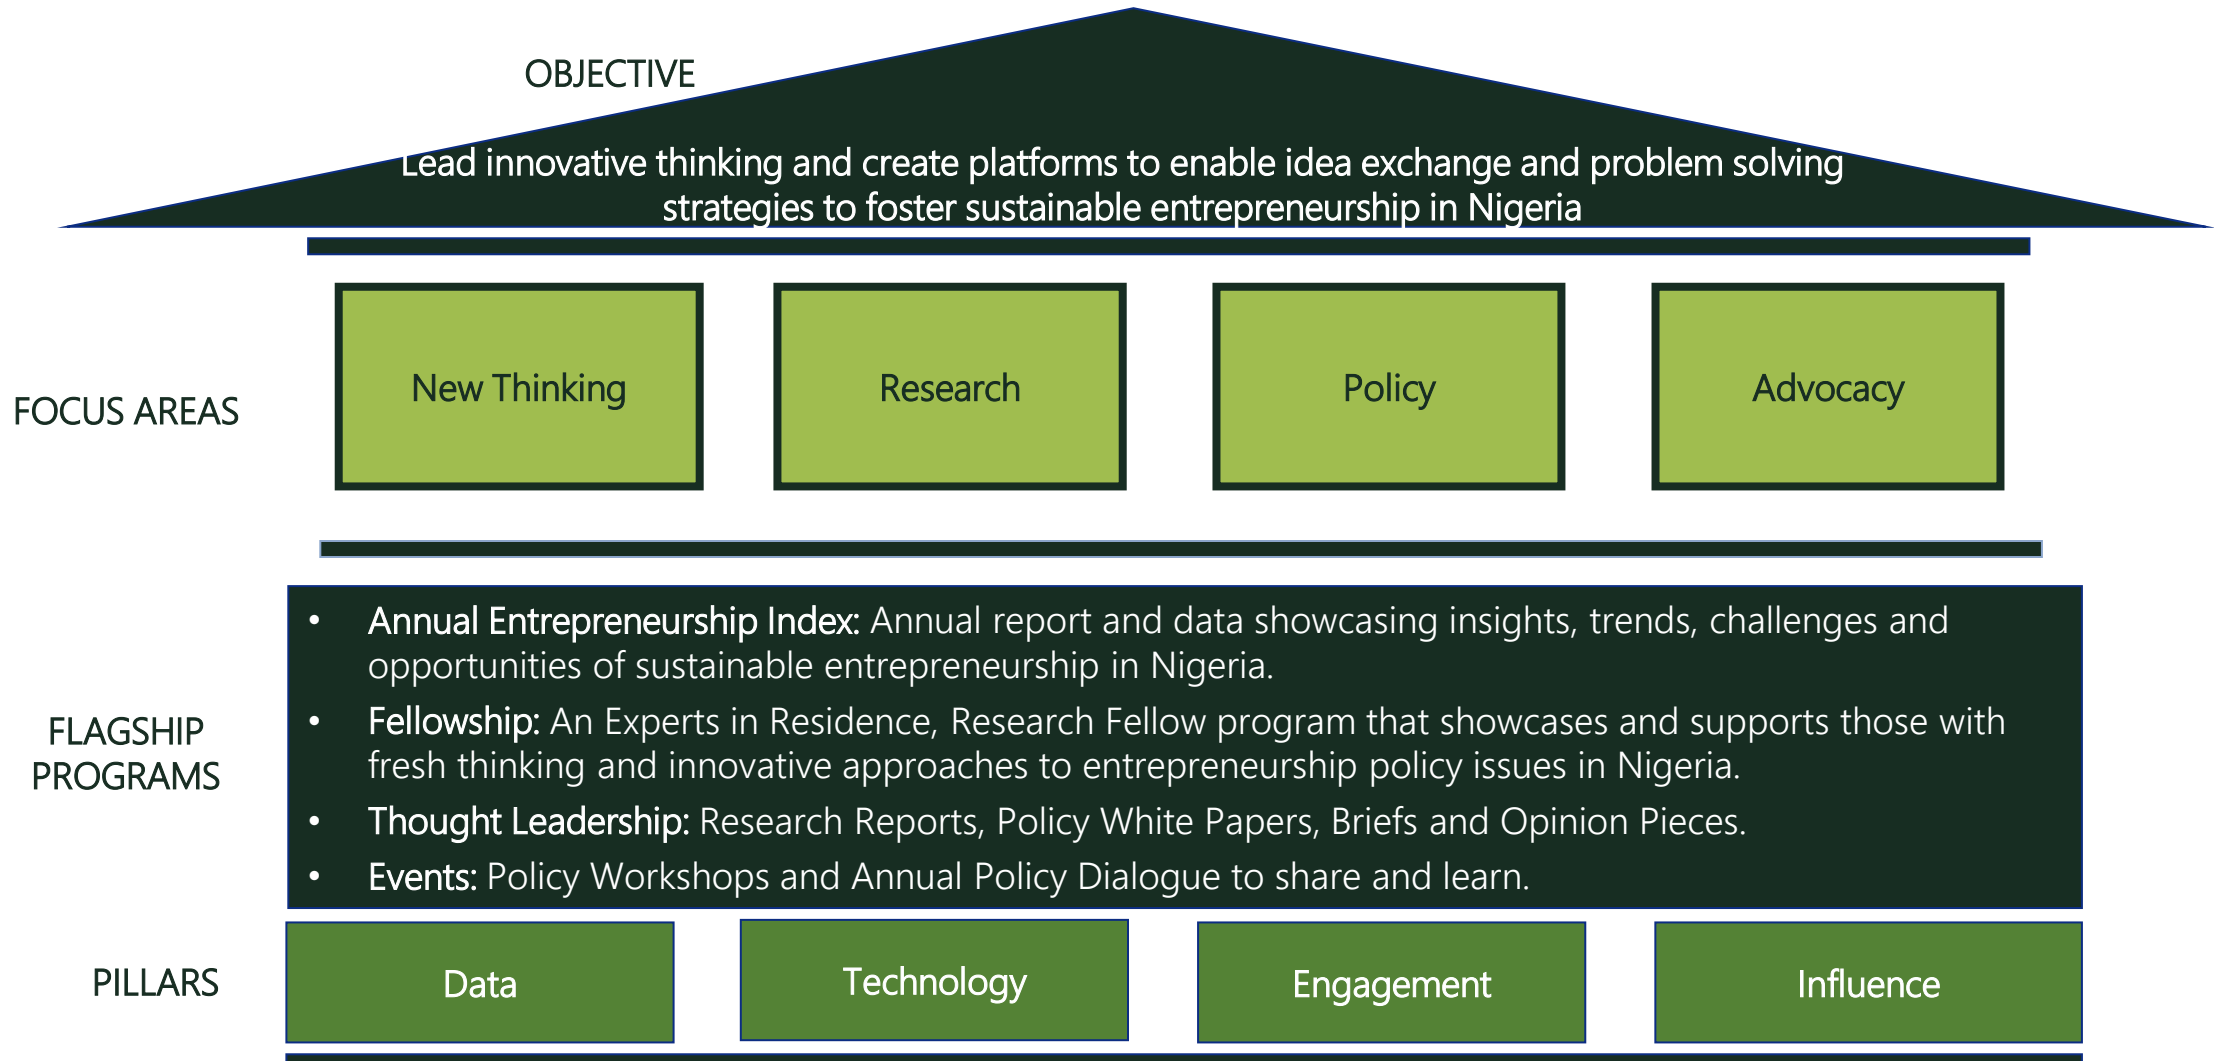 OBJECTIVE
Lead innovative thinking and create platforms to enable idea exchange and problem solving
strategies to foster sustainable entrepreneurship in Nigeria
FOCUS AREAS
New Thinking
Research
Policy
Advocacy
FLAGSHIP
PROGRAMS
• Annual Entrepreneurship Index: Annual report and data showcasing insights, trends, challenges and
opportunities of sustainable entrepreneurship in Nigeria.
• Fellowship: An Experts in Residence, Research Fellow program that showcases and supports those with
fresh thinking and innovative approaches to entrepreneurship policy issues in Nigeria.
• Thought Leadership: Research Reports, Policy White Papers, Briefs and Opinion Pieces.
• Events: Policy Workshops and Annual Policy Dialogue to share and learn.
PILLARS
Data
Technology
Engagement
Influence